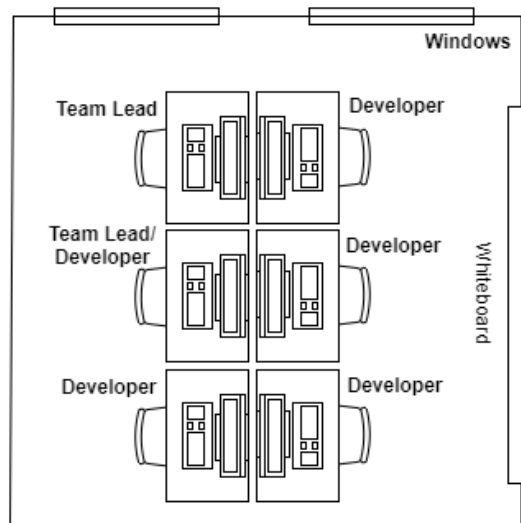 Windows
Team Lead
Developer
Team Lead/
Developer
Developer
Whiteboard
Developer
Developer